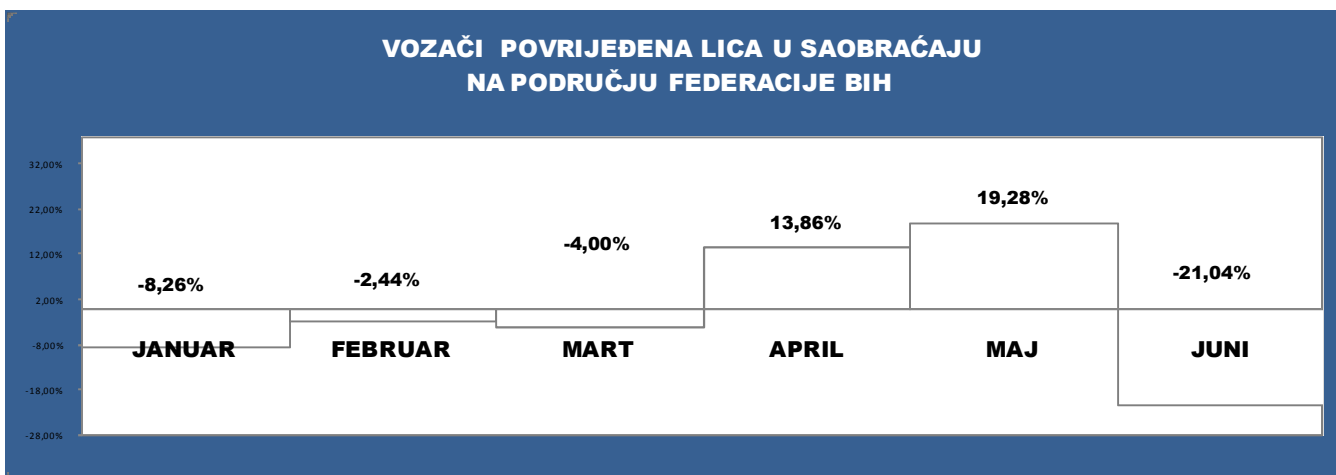 VOZAČI POVRIJEĐENA LICA U SAOBRAĆAJU
NA PODRUČJU FEDERACIJE BIH
32,00%
22,00%
12,00%
2,00%
-8,00%
-18,00%
-28,00%
-8,26%
-2,44%
-4,00%
13,86%
19,28%
-21,04%
JANUAR
FEBRUAR
MART
APRIL
MAJ
JUNI